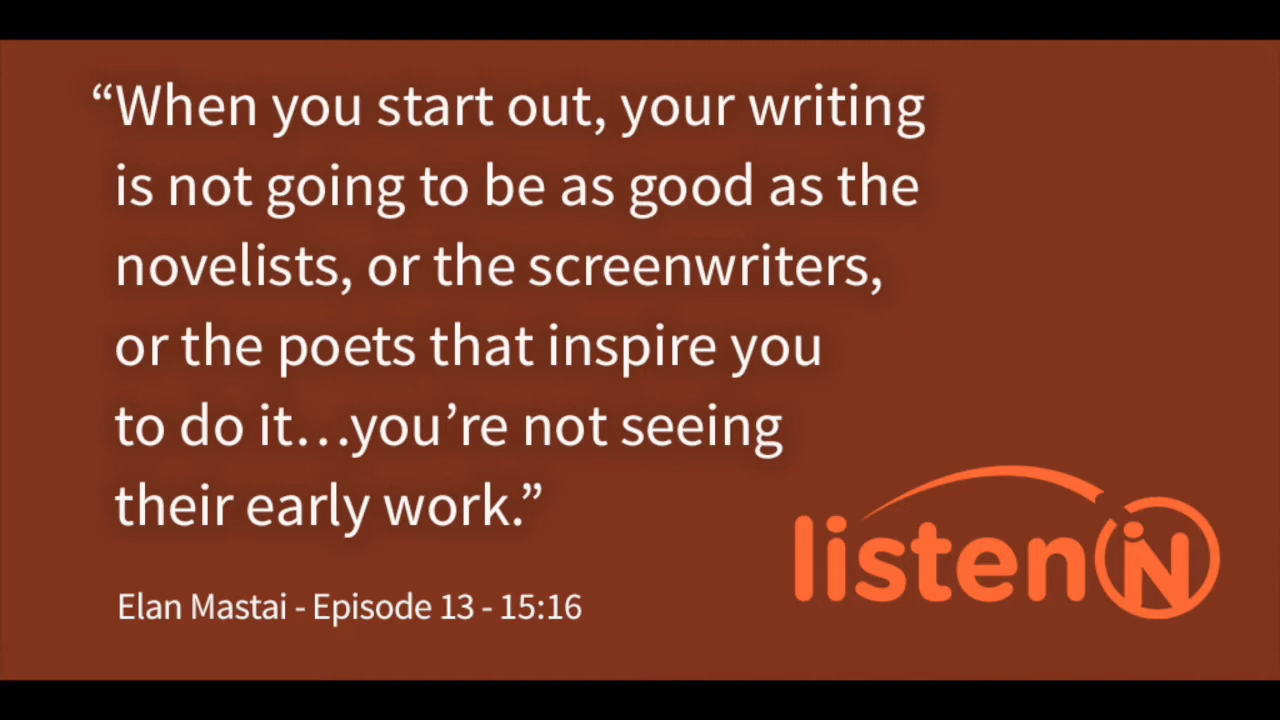 “When you start out, your writing
is not going to be as good as the
novelists, or the screenwriters,
or the poets that inspire you
to do it…you’re not seeing
their early work.”
Elan Mastai - Episode 13 - 15:16
listen iN